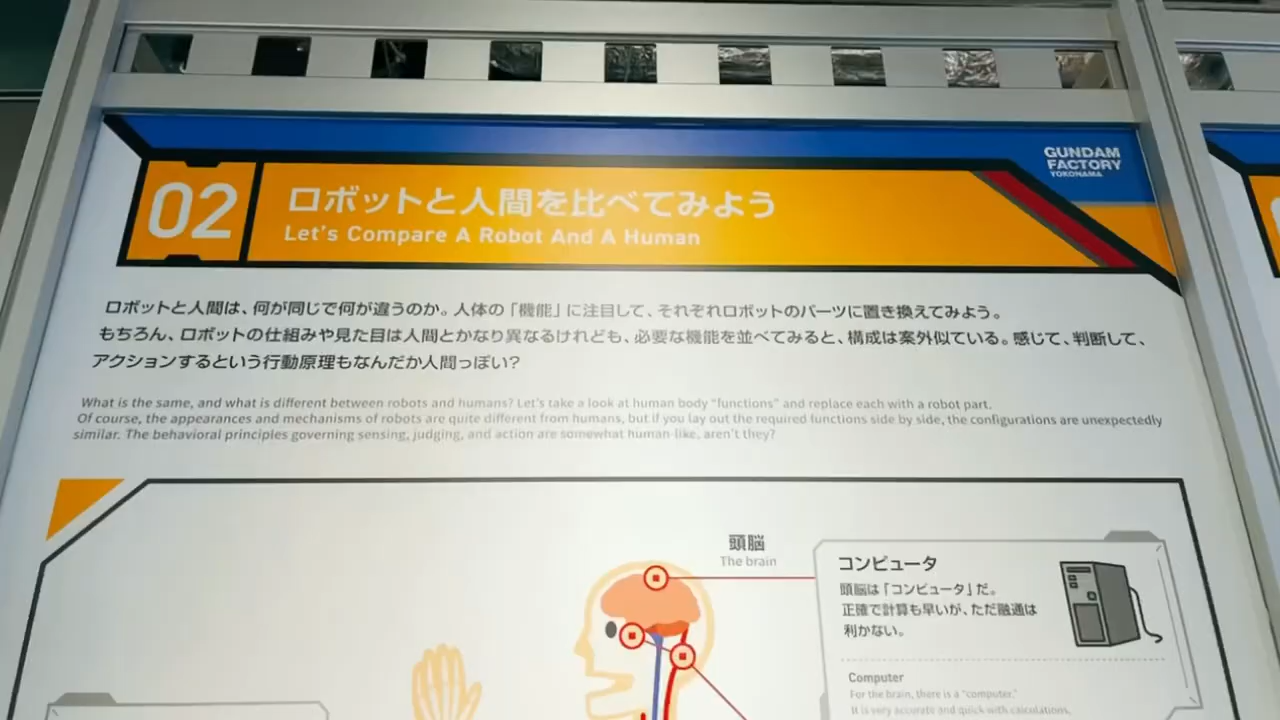 GUNDAM
FACTORY
YOKOHAMA
02
ロボットと人間を比べてみよう
Let's Compare A Robot And A Human
ロボットと人間は、何が同じで何が違うのか。人体の「機能」に注目して、それぞれロボットのパーツに置き換えてみよう。
もちろん、ロボットの仕組みや見た目は人間とかなり異なるけれども、必要な機能を並べてみると、構成は案外似ている。感じて、判断して、
アクションするという行動原理もなんだか人間っぽい?
What is the same, and what is different between robots and humans? Let's take a look at human body "functions" and replace each with a robot part.
Of course, the appearances and mechanisms of robots are quite different from humans, but if you lay out the required functions side by side, the configurations are unexpectedly
similar. The behavioral principles governing sensing, judging, and action are somewhat human-like, aren't they?
頭脳
The brain
コンピュータ
頭脳は「コンピュータ」だ。
正確で計算も早いが、ただ融通は
利かない。
Computer
For the brain, there is a "computer."
It is very accurate and quick with calculations,